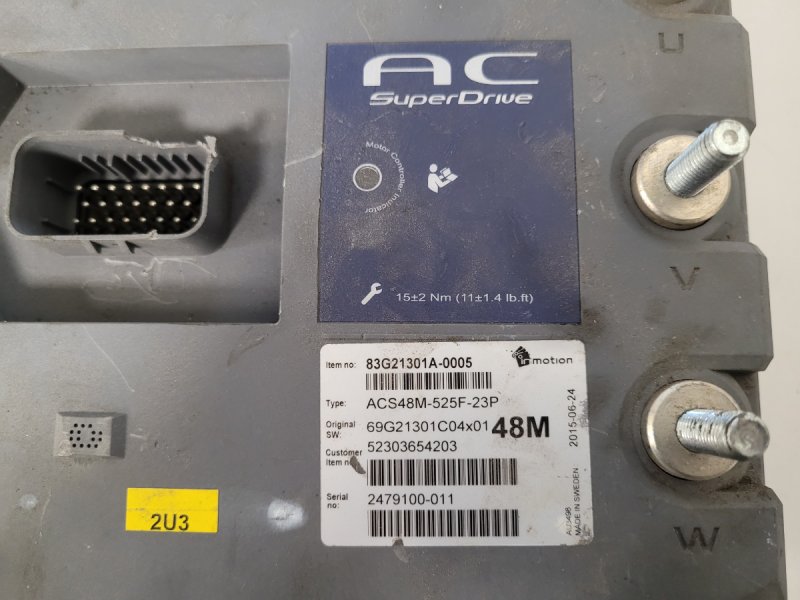 AC
SuperDrive
Motor Controller Indicator
15±2 Nm (11±1.4 lb.ft)
U
V
W
Item no: 83G21301A-0005
inmotion
Type: ACS48M-525F-23P
Original SW: 69G21301C04x01 48M
Customer Item no: 52303654203
Serial no: 2479100-011
2015-06-24
MADE IN SWEDEN
2U3